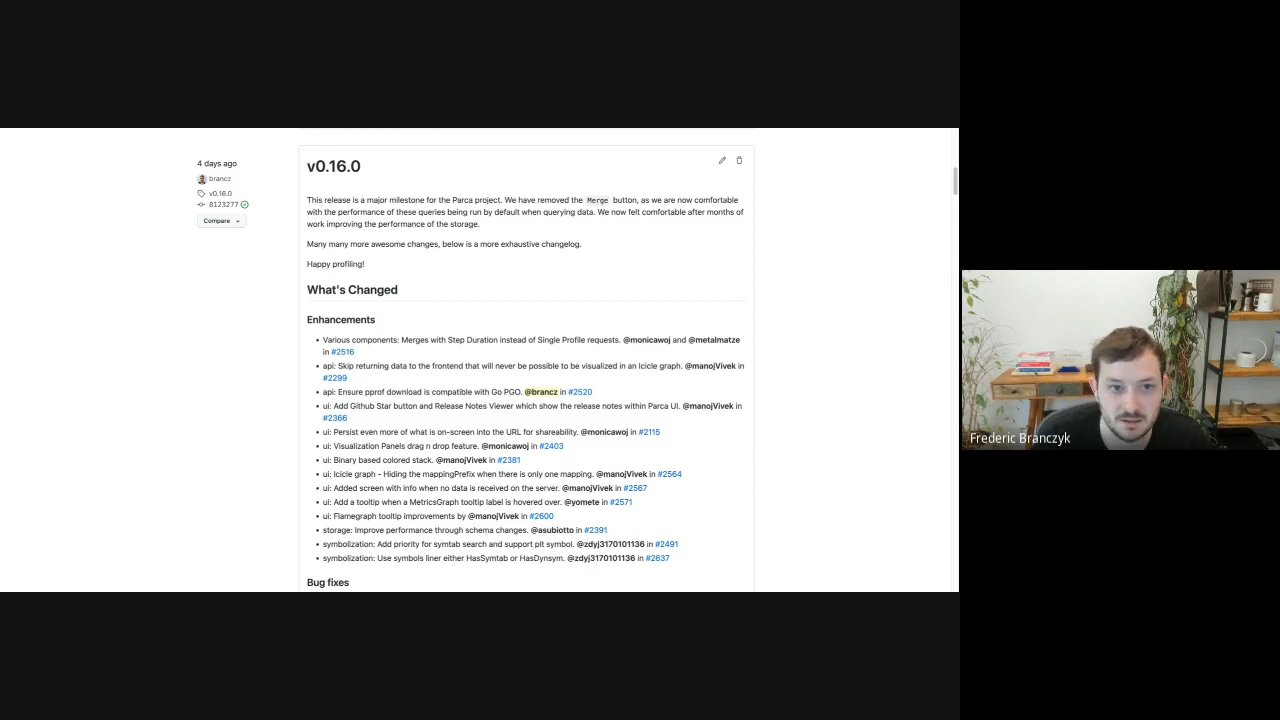 4 days ago
brancz
v0.16.0
8123277
Compare
v0.16.0
This release is a major milestone for the Parca project. We have removed the Merge button, as we are now comfortable
with the performance of these queries being run by default when querying data. We now felt comfortable after months of
work improving the performance of the storage.
Many many more awesome changes, below is a more exhaustive changelog.
Happy profiling!
What's Changed
Enhancements
• Various components: Merges with Step Duration instead of Single Profile requests. @monicawoj and @metalmatze
in #2516
• api: Skip returning data to the frontend that will never be possible to be visualized in an Icicle graph. @manojVivek in
#2299
• api: Ensure pprof download is compatible with Go PGO. @brancz in #2520
• ui: Add Github Star button and Release Notes Viewer which show the release notes within Parca UI. @manojVivek in
#2366
• ui: Persist even more of what is on-screen into the URL for shareability. @monicawoj in #2115
• ui: Visualization Panels drag n drop feature. @monicawoj in #2403
• ui: Binary based colored stack. @manojVivek in #2381
• ui: Icicle graph - Hiding the mappingPrefix when there is only one mapping. @manojVivek in #2564
• ui: Added screen with info when no data is received on the server. @manojVivek in #2567
• ui: Add a tooltip when a MetricsGraph tooltip label is hovered over. @yomete in #2571
• ui: Flamegraph tooltip improvements by @manojVivek in #2600
• storage: Improve performance through schema changes. @asubiotto in #2391
• symbolization: Add priority for symtab search and support plt symbol. @zdyj3170101136 in #2491
• symbolization: Use symbols liner either HasSymtab or HasDynsym. @zdyj3170101136 in #2637
Bug fixes
Frederic Branczyk